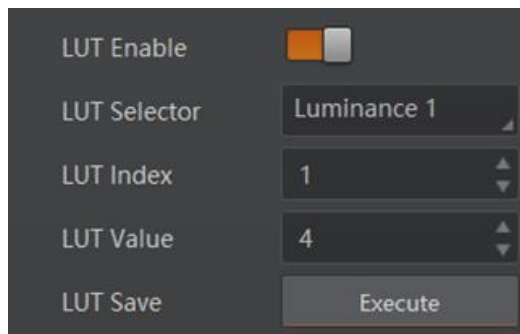 LUT Enable
LUT Selector Luminance 1
LUT Index 1
LUT Value 4
LUT Save Execute